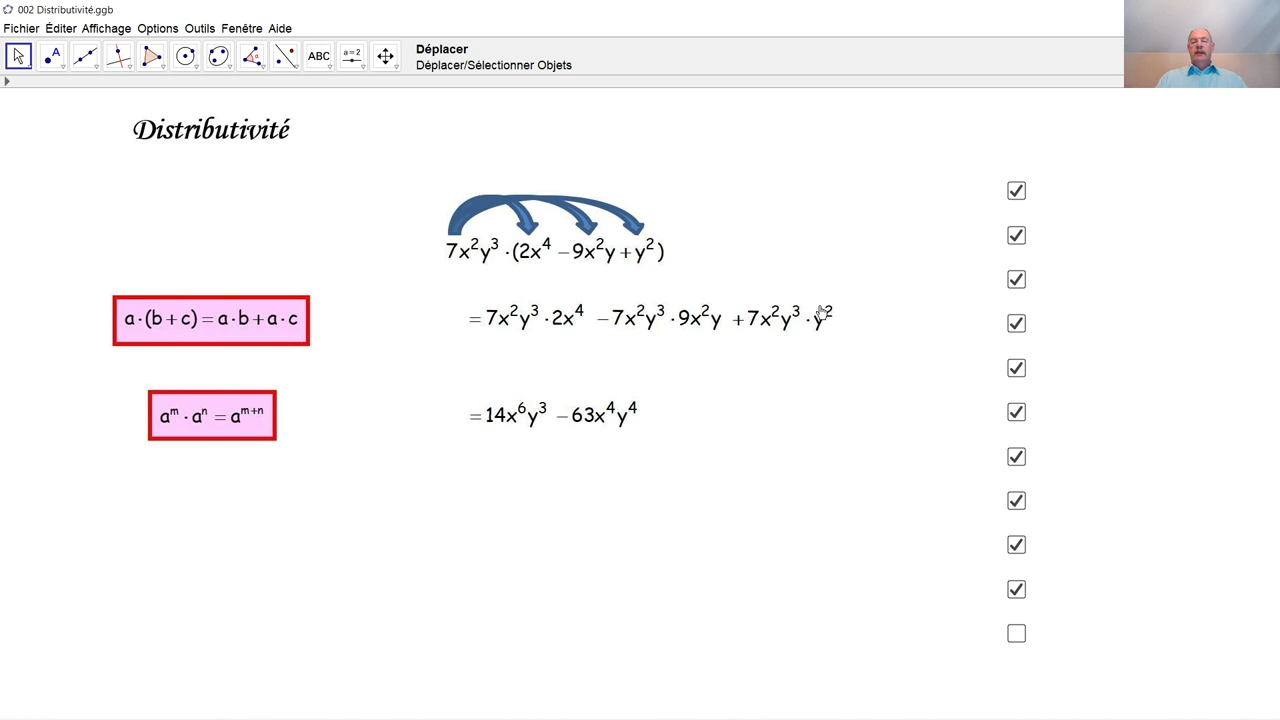 002 Distributivité.ggb
Fichier Éditer Affichage Options Outils Fenêtre Aide
A
ABC
a=2
Déplacer
Déplacer/Sélectionner Objets
Distributivité
7x²y³ · (2x⁴ − 9x²y + y²)
a · (b + c) = a · b + a · c
= 7x²y³ · 2x⁴ − 7x²y³ · 9x²y + 7x²y³ · y²
aᵐ · aⁿ = aᵐ⁺ⁿ
= 14x⁶y³ − 63x⁴y⁴